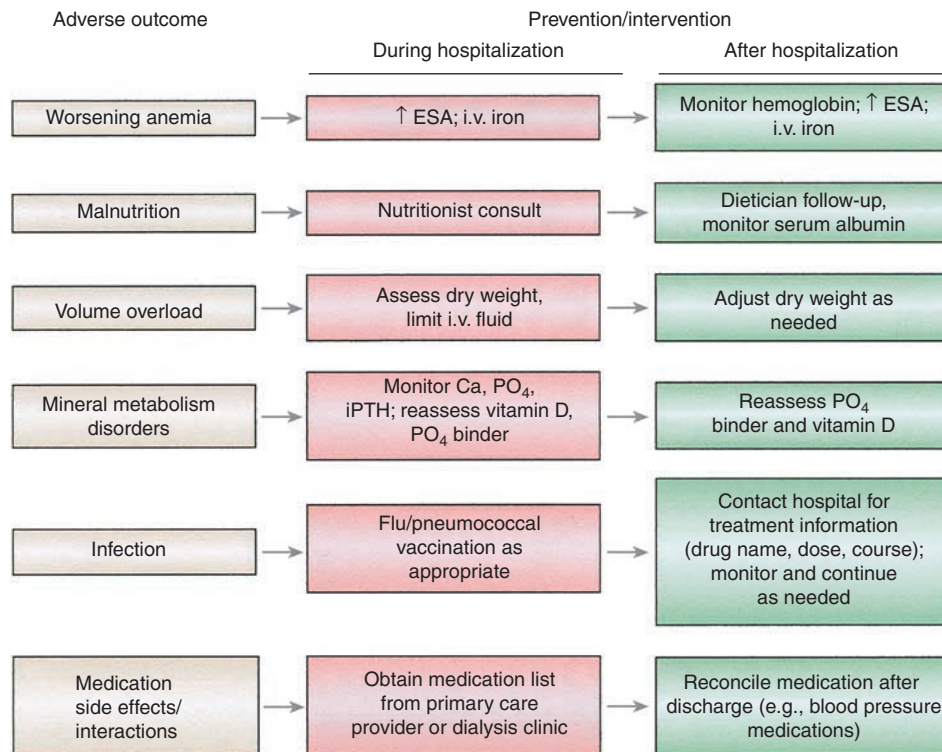 Adverse outcome
Prevention/intervention
During hospitalization
After hospitalization
Worsening anemia
↑ ESA; i.v. iron
Monitor hemoglobin; ↑ ESA;
i.v. iron
Malnutrition
Nutritionist consult
Dietician follow-up,
monitor serum albumin
Volume overload
Assess dry weight,
limit i.v. fluid
Adjust dry weight as
needed
Mineral metabolism
disorders
Monitor Ca, PO₄,
iPTH; reassess vitamin D,
PO₄ binder
Reassess PO₄
binder and vitamin D
Infection
Flu/pneumococcal
vaccination as
appropriate
Contact hospital for
treatment information
(drug name, dose, course);
monitor and continue
as needed
Medication
side effects/
interactions
Obtain medication list
from primary care
provider or dialysis clinic
Reconcile medication after
discharge (e.g., blood pressure
medications)